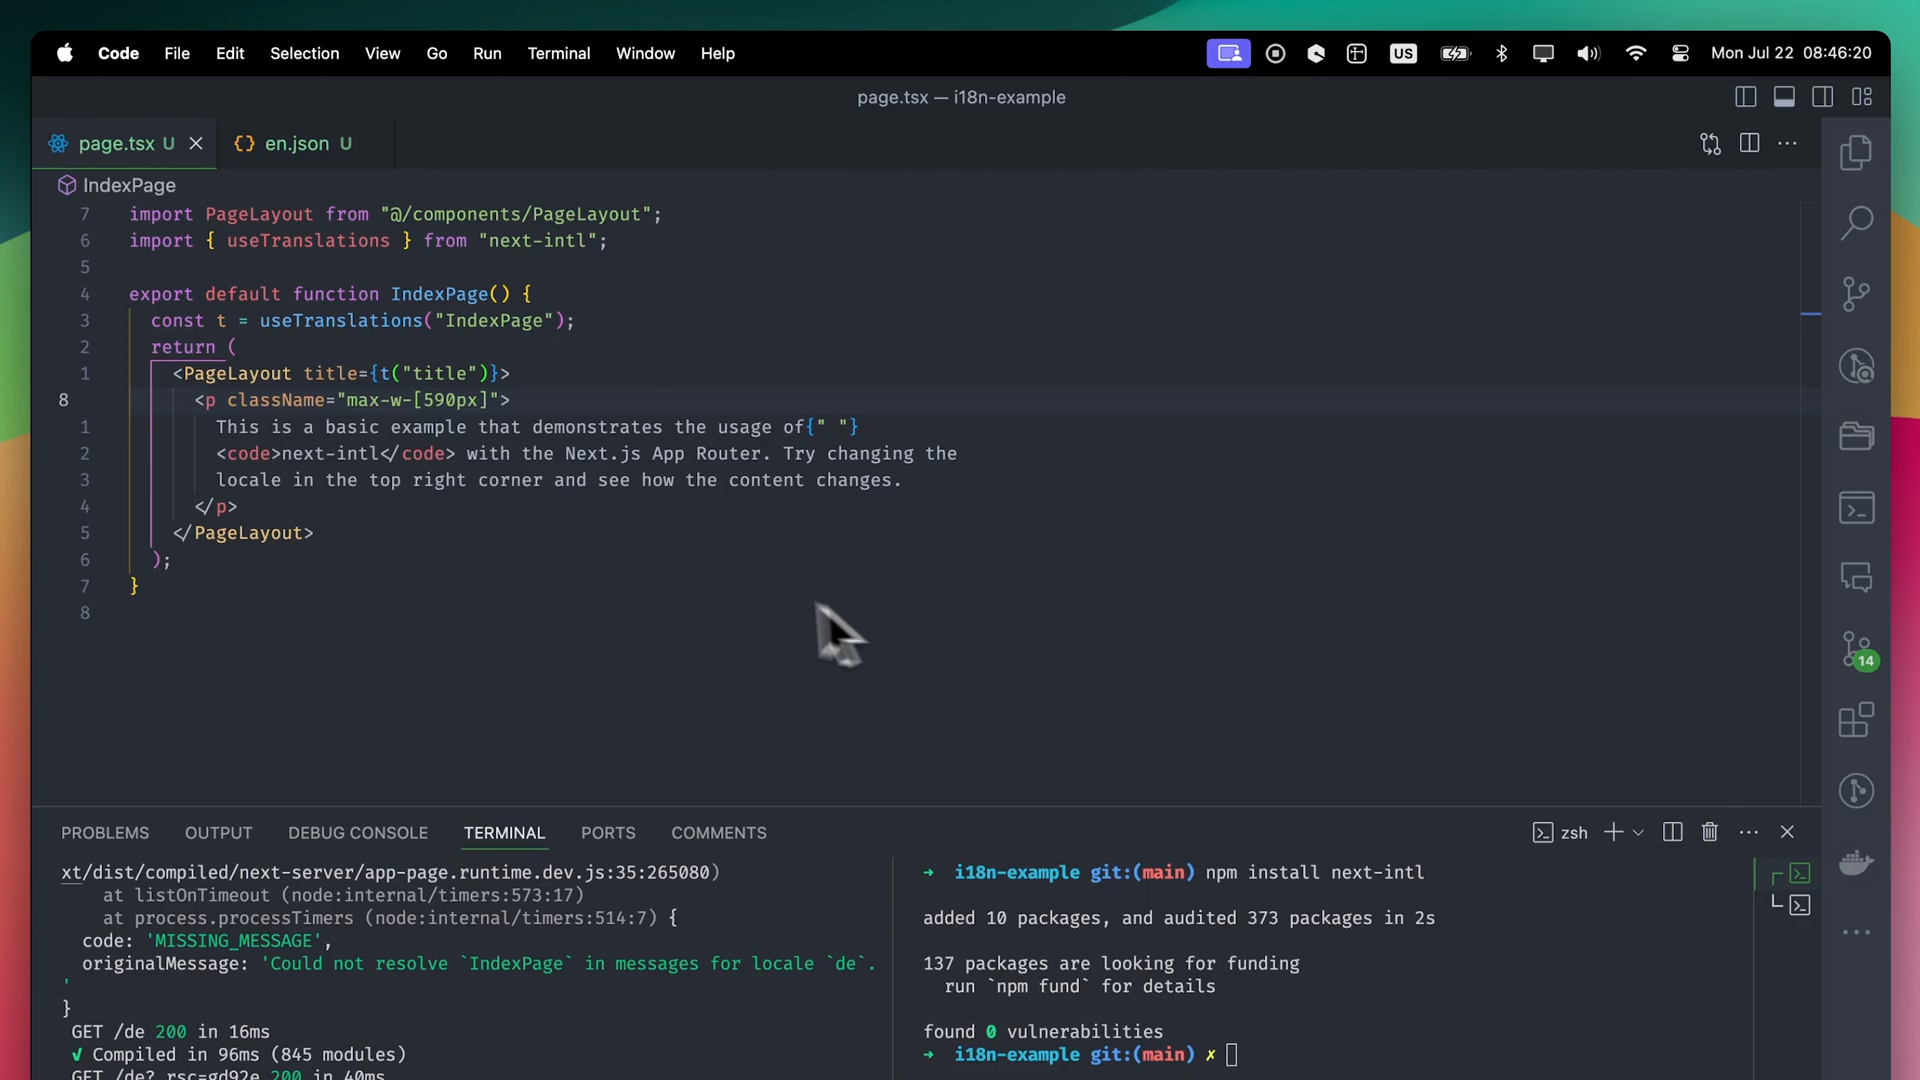 Code File Edit Selection View Go Run Terminal Window Help US Mon Jul 22 08:46:20
page.tsx — i18n-example
page.tsx U {} en.json U
IndexPage
7 import PageLayout from "@/components/PageLayout";
6 import { useTranslations } from "next-intl";
5
4 export default function IndexPage() {
3 const t = useTranslations("IndexPage");
2 return (
1 <PageLayout title={t("title")}>
8 <p className="max-w-[590px]">
1 This is a basic example that demonstrates the usage of{" "}
2 <code>next-intl</code> with the Next.js App Router. Try changing the
3 locale in the top right corner and see how the content changes.
4 </p>
5 </PageLayout>
6 );
7 }
8
14
PROBLEMS OUTPUT DEBUG CONSOLE TERMINAL PORTS COMMENTS zsh
xt/dist/compiled/next-server/app-page.runtime.dev.js:35:265080)
at listOnTimeout (node:internal/timers:573:17)
at process.processTimers (node:internal/timers:514:7) {
code: 'MISSING_MESSAGE',
originalMessage: 'Could not resolve `IndexPage` in messages for locale `de`.
'
}
GET /de 200 in 16ms
✓ Compiled in 96ms (845 modules)
GET /de?_rsc=gd92e 200 in 40ms
→ i18n-example git:(main) npm install next-intl
added 10 packages, and audited 373 packages in 2s
137 packages are looking for funding
run `npm fund` for details
found 0 vulnerabilities
→ i18n-example git:(main) ✗